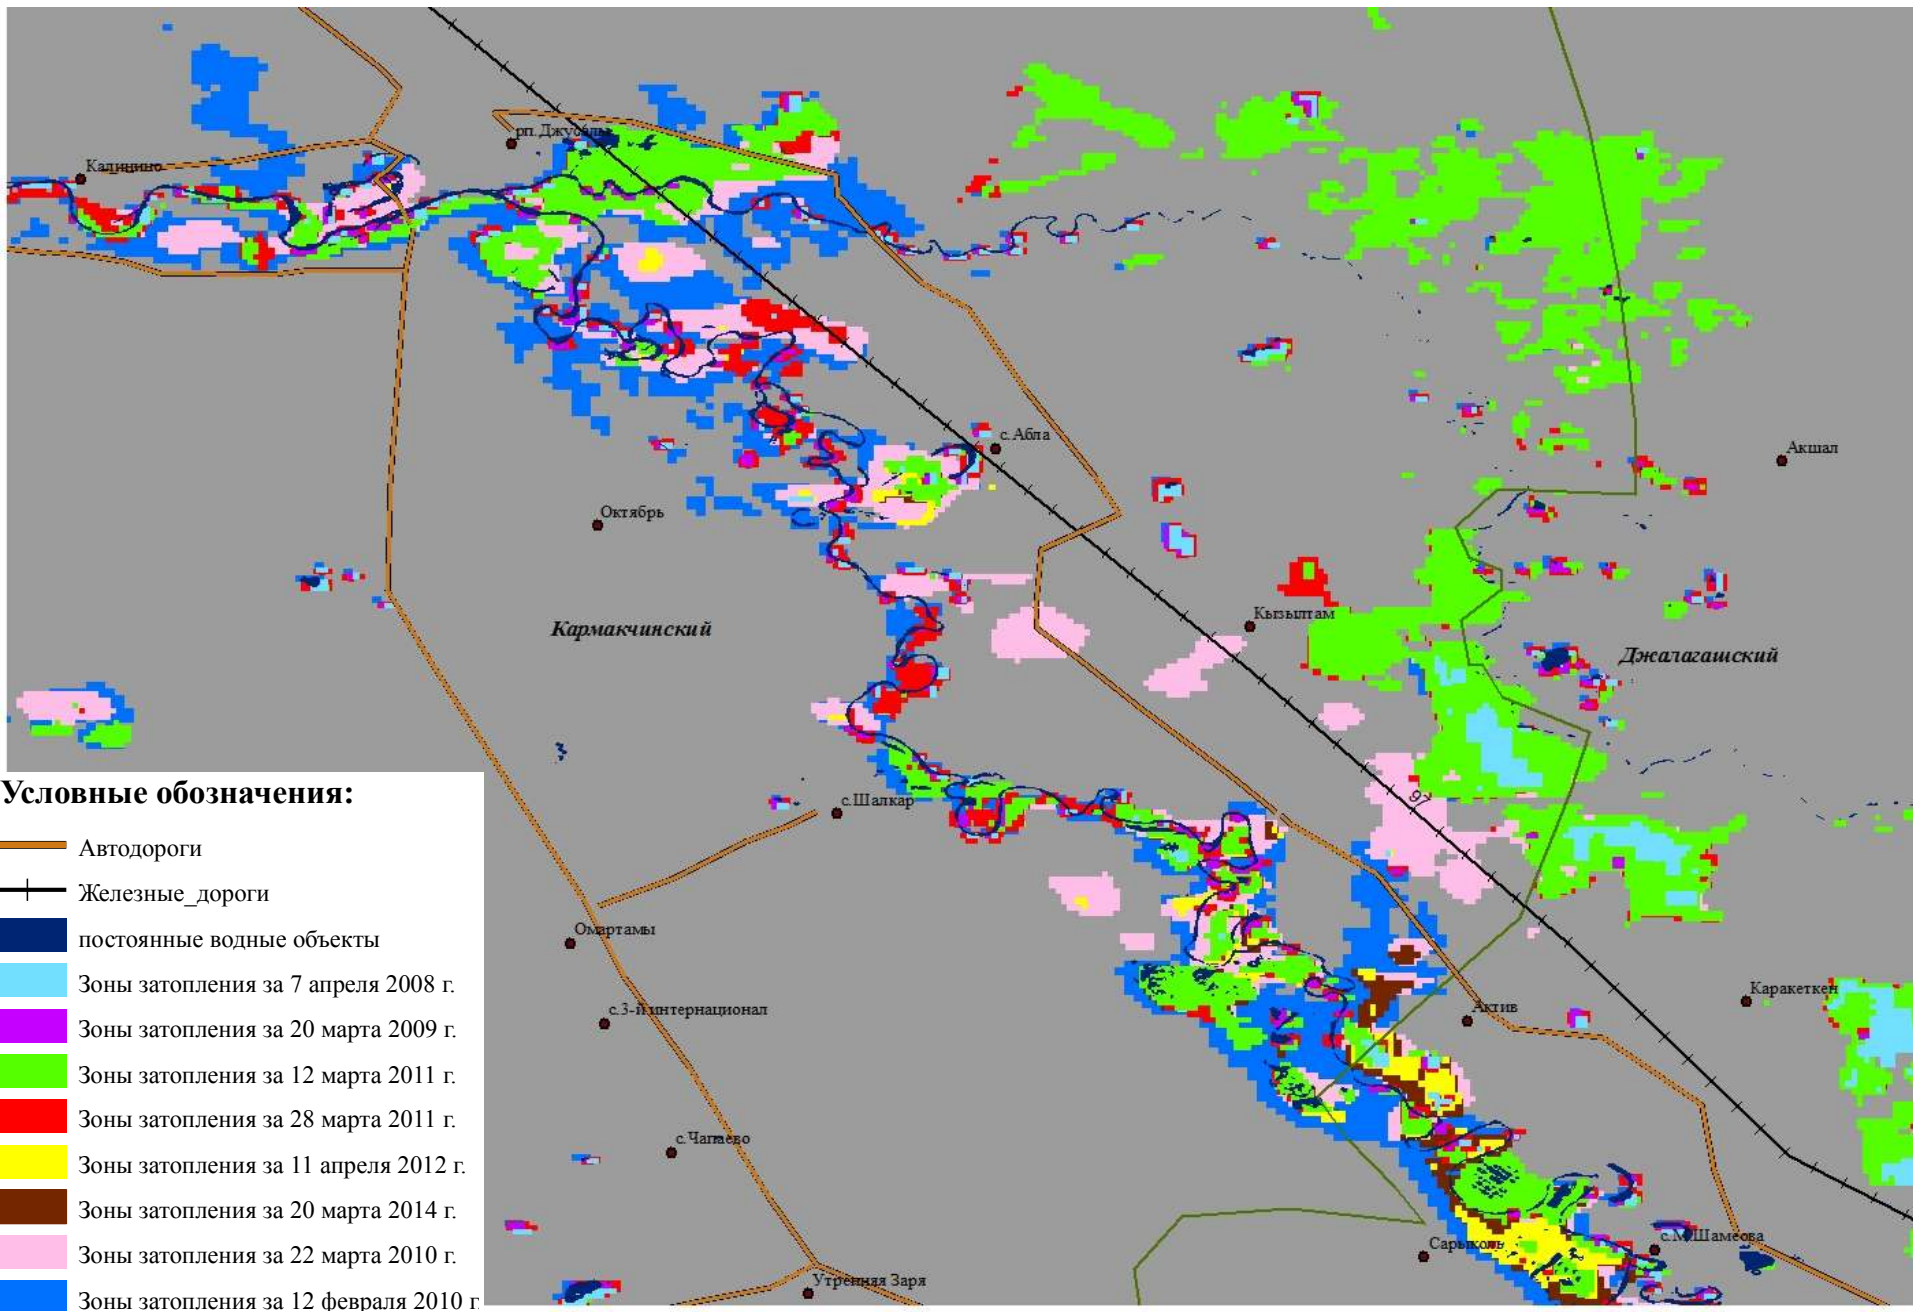 рп. Джусалы
Калинино
с.Абла
Акшал
Октябрь
Кызылтам
Кармакчинский
Джалагашский
97
с.Шалкар
Омартамы
Каракеткен
с.3-й интернационал
Актив
с.Чапаево
Сарыколь
с.М.Шамеова
Утренняя Заря
Условные обозначения:
Автодороги
Железные_дороги
постоянные водные объекты
Зоны затопления за 7 апреля 2008 г.
Зоны затопления за 20 марта 2009 г.
Зоны затопления за 12 марта 2011 г.
Зоны затопления за 28 марта 2011 г.
Зоны затопления за 11 апреля 2012 г.
Зоны затопления за 20 марта 2014 г.
Зоны затопления за 22 марта 2010 г.
Зоны затопления за 12 февраля 2010 г